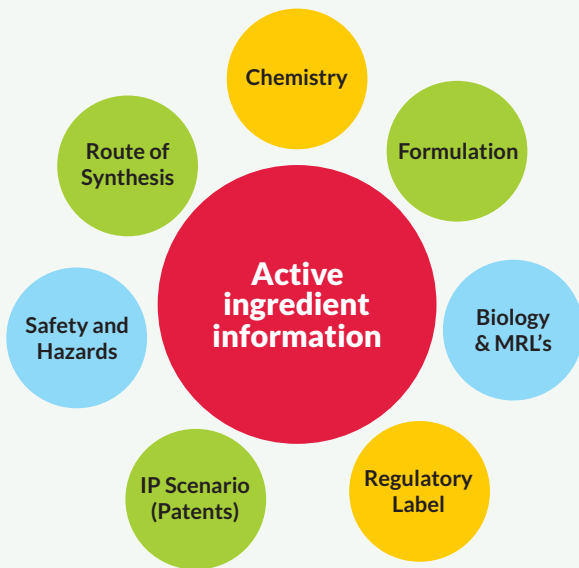 Chemistry
Formulation
Route of
Synthesis
Active
ingredient
information
Biology
& MRL's
Safety and
Hazards
Regulatory
Label
IP Scenario
(Patents)